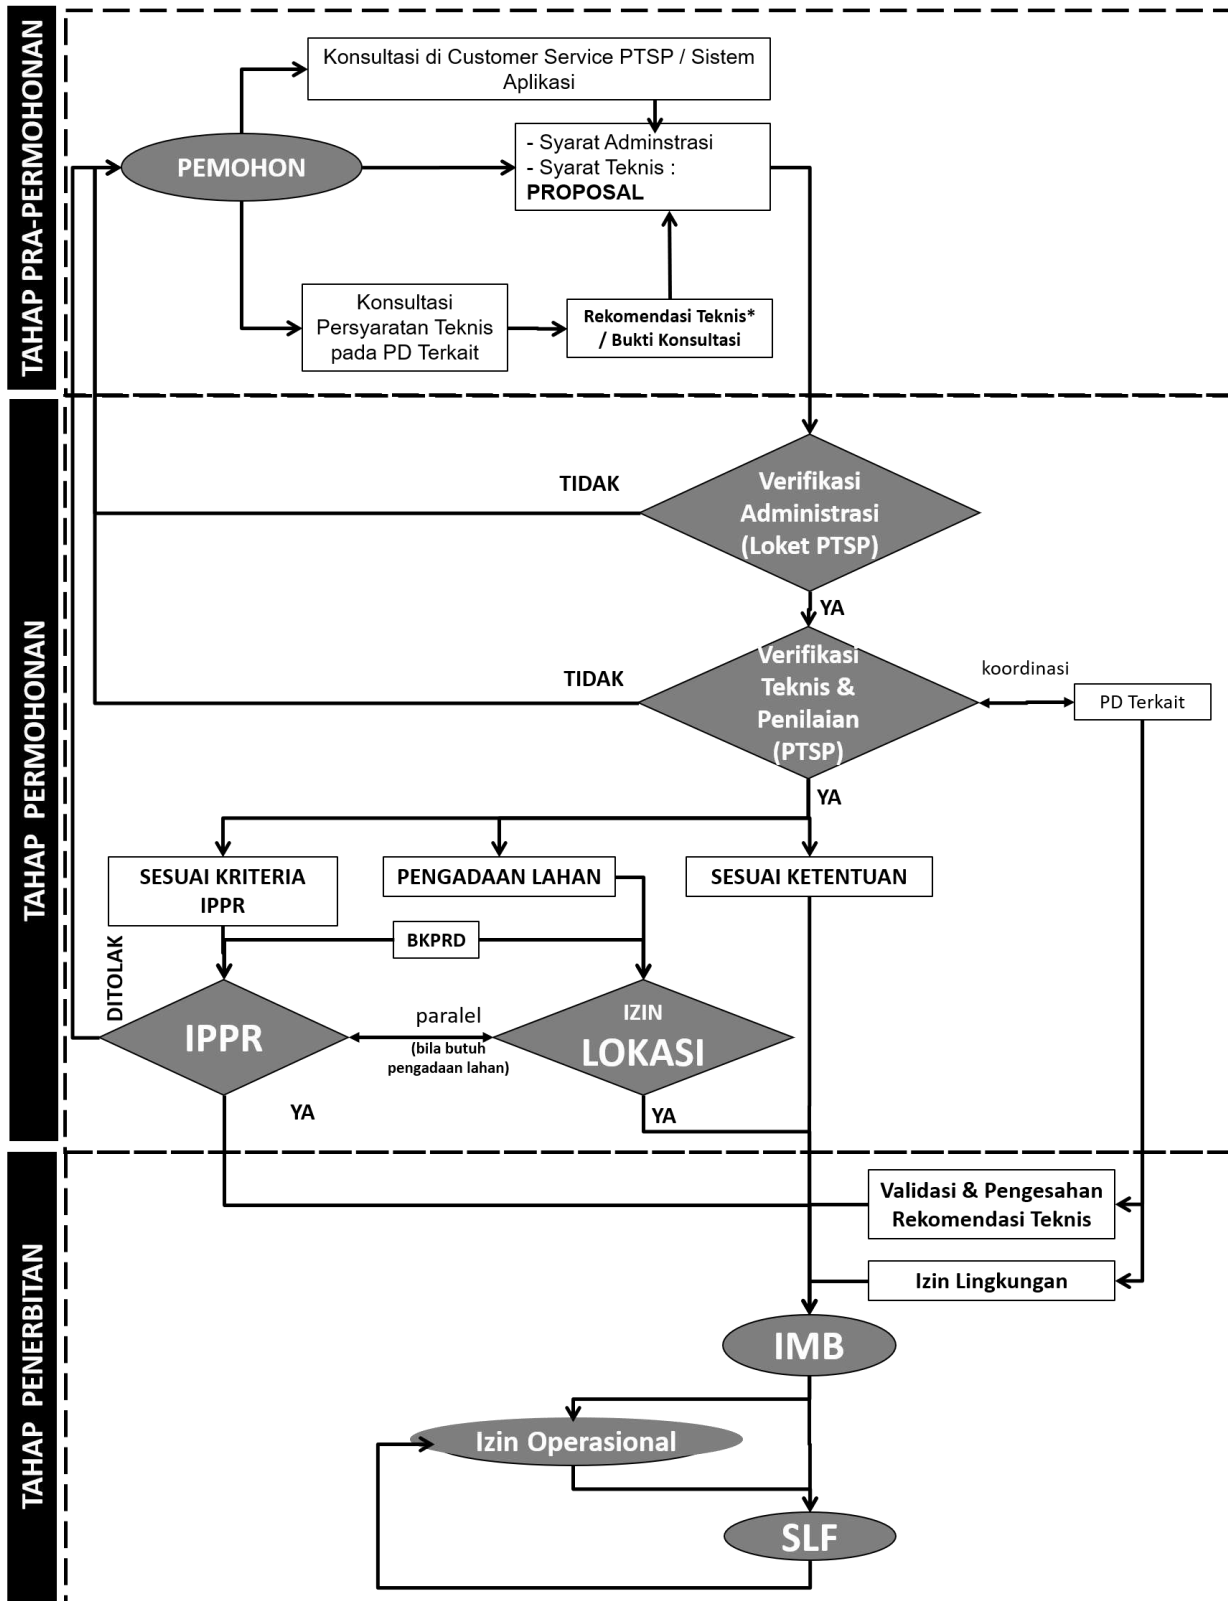 TAHAP PRA-PERMOHONAN
Konsultasi di Customer Service PTSP / Sistem
Aplikasi
PEMOHON
- Syarat Adminstrasi
- Syarat Teknis :
PROPOSAL
Konsultasi
Persyaratan Teknis
pada PD Terkait
Rekomendasi Teknis*
/ Bukti Konsultasi
TAHAP PERMOHONAN
TIDAK
Verifikasi
Administrasi
(Loket PTSP)
YA
TIDAK
Verifikasi
Teknis &
Penilaian
(PTSP)
koordinasi
PD Terkait
YA
SESUAI KRITERIA
IPPR
PENGADAAN LAHAN
SESUAI KETENTUAN
BKPRD
DITOLAK
IPPR
paralel
(bila butuh
pengadaan lahan)
IZIN
LOKASI
YA
YA
TAHAP PENERBITAN
Validasi & Pengesahan
Rekomendasi Teknis
Izin Lingkungan
IMB
Izin Operasional
SLF